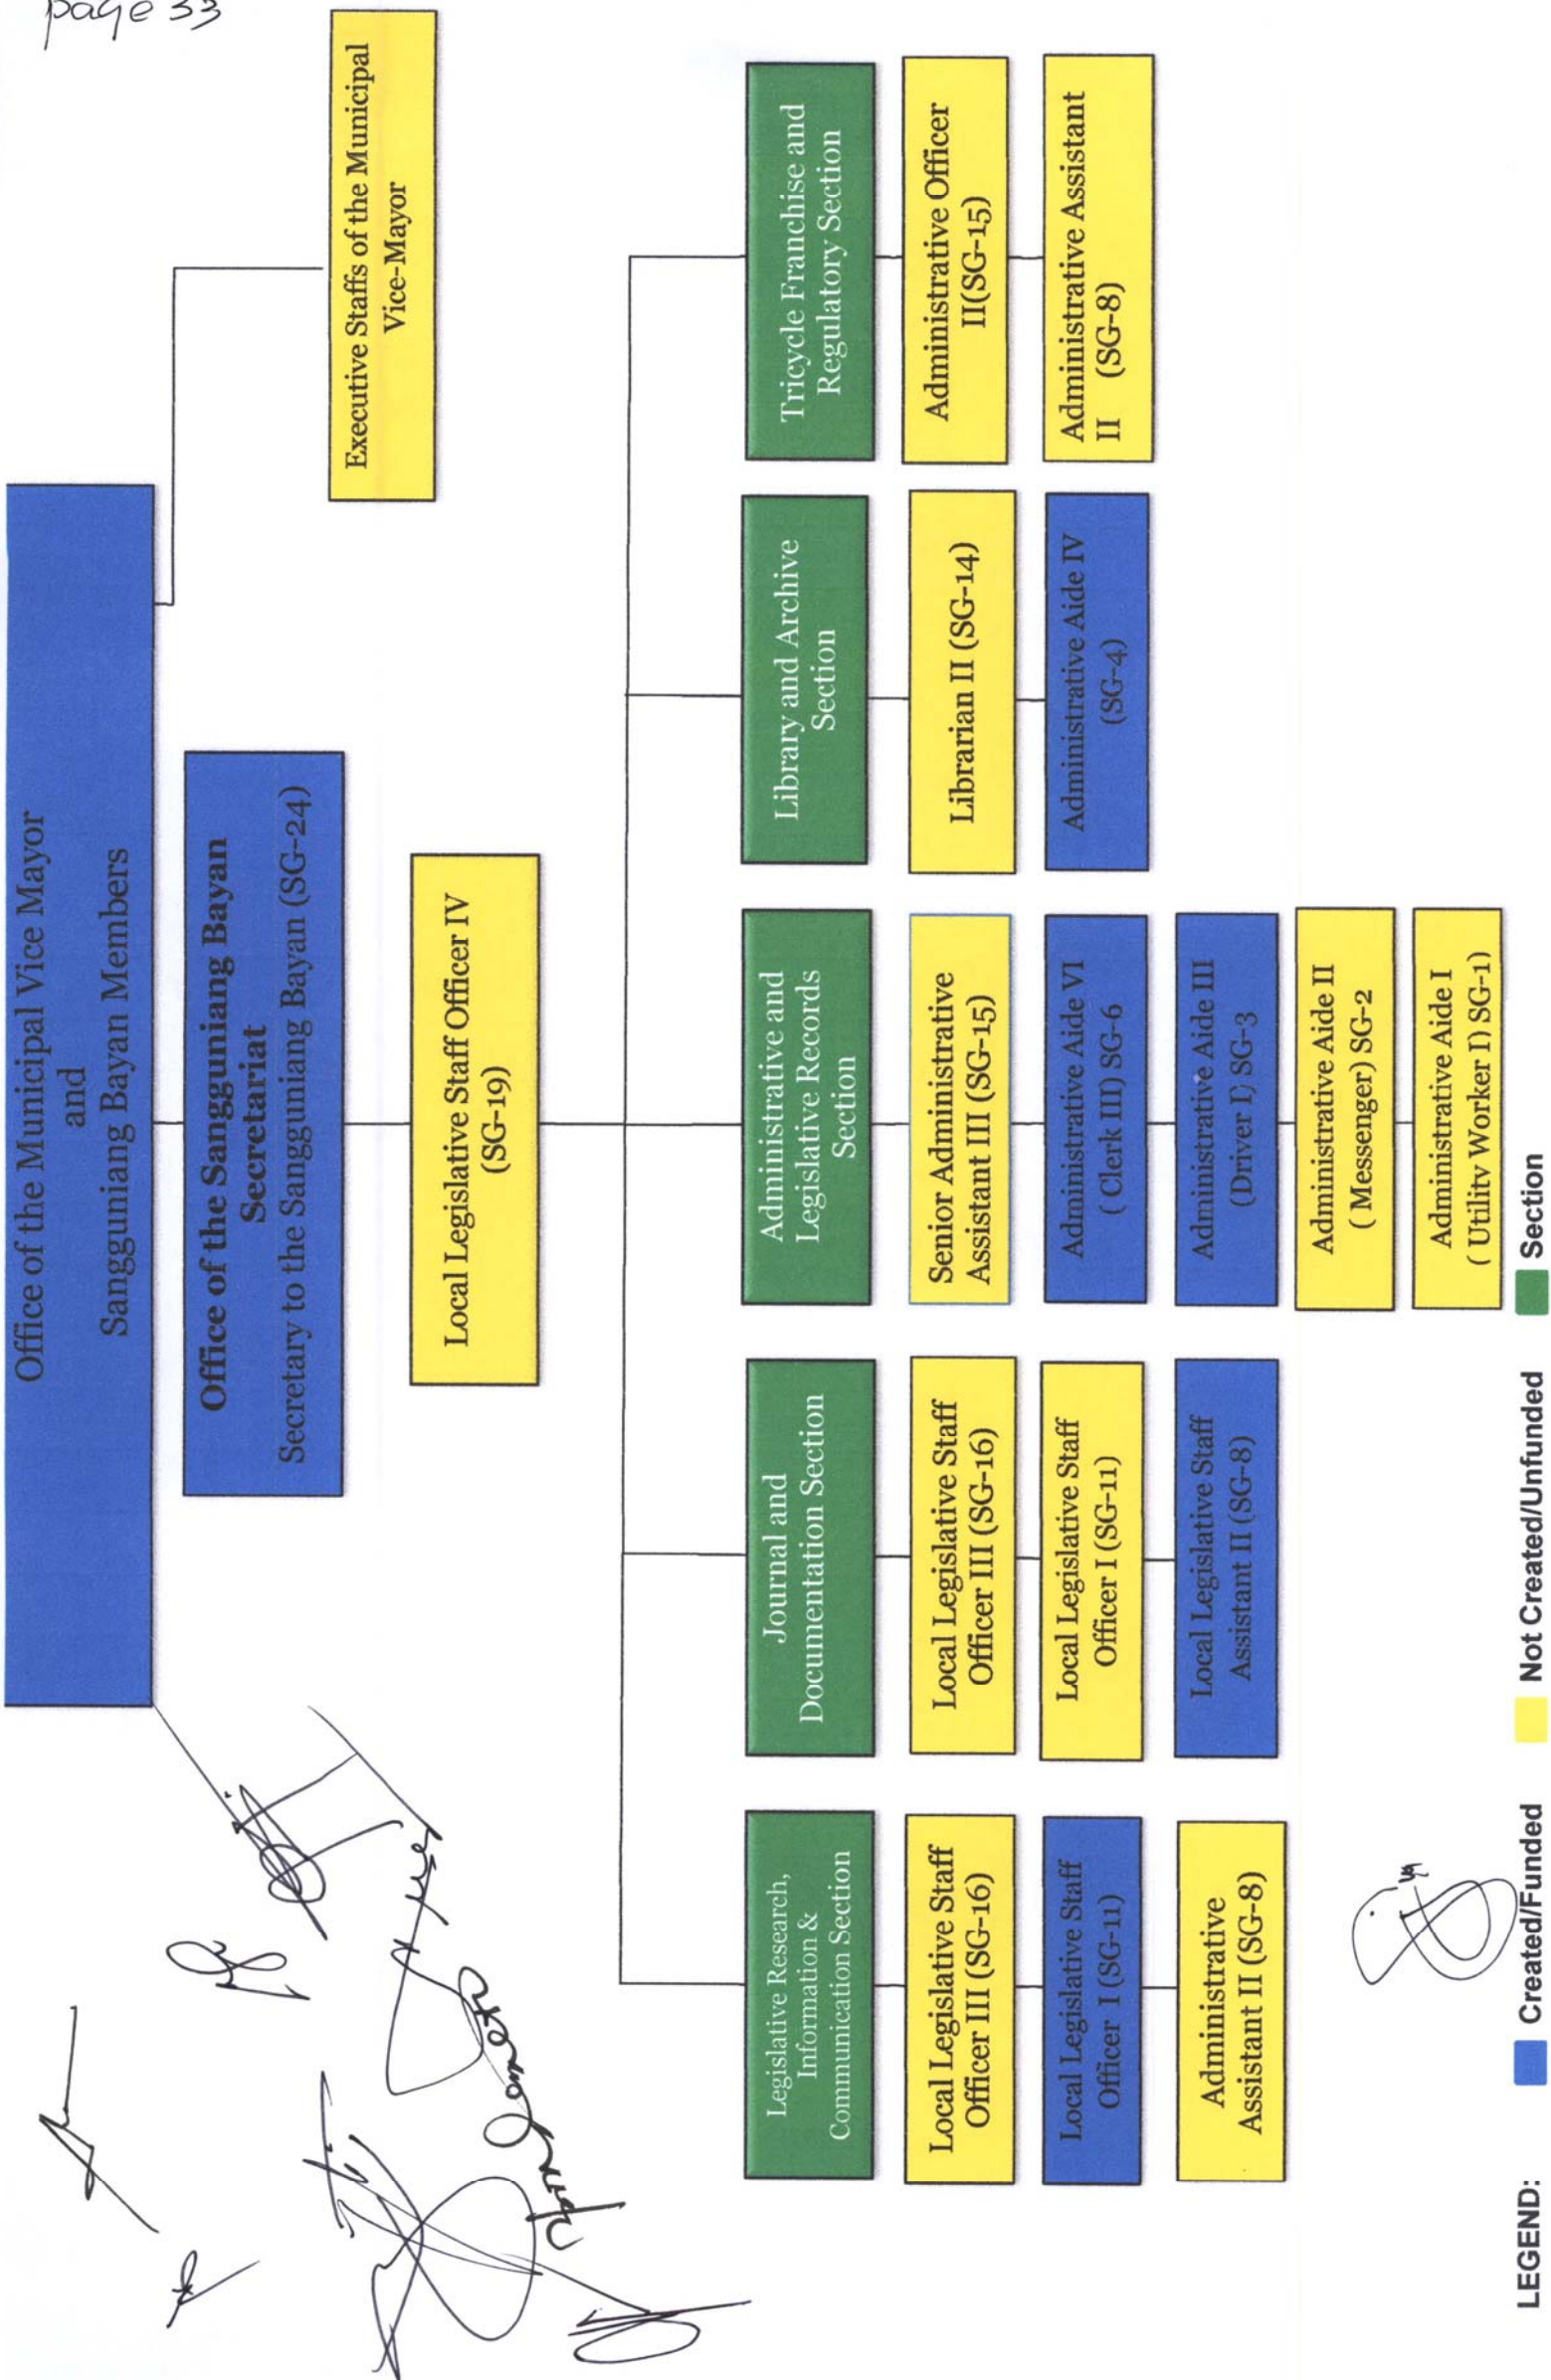 page 33
Office of the Municipal Vice Mayor
and
Sangguniang Bayan Members
Executive Staffs of the Municipal
Vice-Mayor
Office of the Sangguniang Bayan
Secretariat
Secretary to the Sangguniang Bayan (SG-24)
Local Legislative Staff Officer IV
(SG-19)
Legislative Research,
Information &
Communication Section
Local Legislative Staff
Officer III (SG-16)
Local Legislative Staff
Officer I (SG-11)
Administrative
Assistant II (SG-8)
Journal and
Documentation Section
Local Legislative Staff
Officer III (SG-16)
Local Legislative Staff
Officer I (SG-11)
Local Legislative Staff
Assistant II (SG-8)
Administrative and
Legislative Records
Section
Senior Administrative
Assistant III (SG-15)
Administrative Aide VI
( Clerk III) SG-6
Administrative Aide III
(Driver I) SG-3
Administrative Aide II
( Messenger) SG-2
Administrative Aide I
( Utility Worker I) SG-1)
Library and Archive
Section
Librarian II (SG-14)
Administrative Aide IV
(SG-4)
Tricycle Franchise and
Regulatory Section
Administrative Officer
II(SG-15)
Administrative Assistant
II (SG-8)
LEGEND: Created/Funded Not Created/Unfunded Section